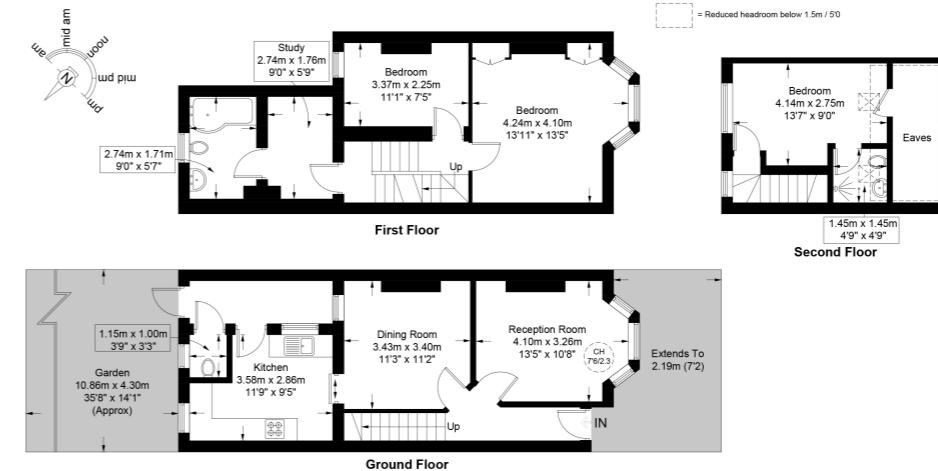 = Reduced headroom below 1.5m / 5'0
am
mid am
noon
mid pm
pm
N
Study
2.74m x 1.76m
9'0" x 5'9"
Bedroom
3.37m x 2.25m
11'1" x 7'5"
Bedroom
4.24m x 4.10m
13'11" x 13'5"
2.74m x 1.71m
9'0" x 5'7"
Up
First Floor
Bedroom
4.14m x 2.75m
13'7" x 9'0"
Eaves
1.45m x 1.45m
4'9" x 4'9"
Second Floor
1.15m x 1.00m
3'9" x 3'3"
Garden
10.86m x 4.30m
35'8" x 14'1"
(Approx)
Kitchen
3.58m x 2.86m
11'9" x 9'5"
Dining Room
3.43m x 3.40m
11'3" x 11'2"
Reception Room
4.10m x 3.26m
13'5" x 10'8"
CH
7'6/2.3
Extends To
2.19m (7'2)
Up
IN
Ground Floor